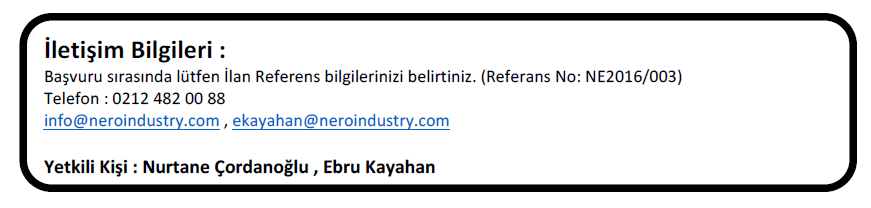 İletişim Bilgileri :
Başvuru sırasında lütfen İlan Referens bilgilerinizi belirtiniz. (Referans No: NE2016/003)
Telefon : 0212 482 00 88
info@neroindustry.com , ekayahan@neroindustry.com
Yetkili Kişi : Nurtane Çordanoğlu , Ebru Kayahan